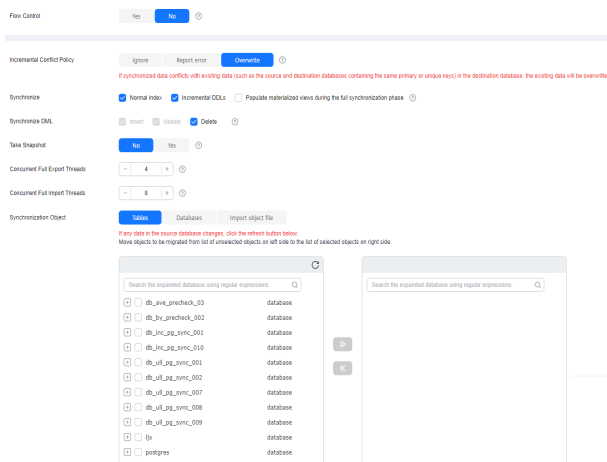 Flow Control
Yes No
Incremental Conflict Policy
Ignore Report error Overwrite
If synchronized data conflicts with existing data (such as the source and destination databases containing the same primary or unique keys) in the destination database, the existing data will be overwritte
Synchronize
Normal index Incremental DDLs Populate materialized views during the full synchronization phase
Synchronize DML
Insert Update Delete
Take Snapshot
No Yes
Concurrent Full Export Threads
− 4 +
Concurrent Full Import Threads
− 8 +
Synchronization Object
Tables Databases Import object file
If any data in the source database changes, click the refresh button below.
Move objects to be migrated from list of unselected objects on left side to the list of selected objects on right side.
Search the expanded database using regular expressions. Search the expanded database using regular expressions.
db_ave_precheck_03 database
db_by_precheck_002 database
db_inc_pg_sync_001 database
db_inc_pg_sync_010 database
db_ull_pg_sync_001 database
db_ull_pg_sync_002 database
db_ull_pg_sync_007 database
db_ull_pg_sync_008 database
db_ull_pg_sync_009 database
database
postgres database